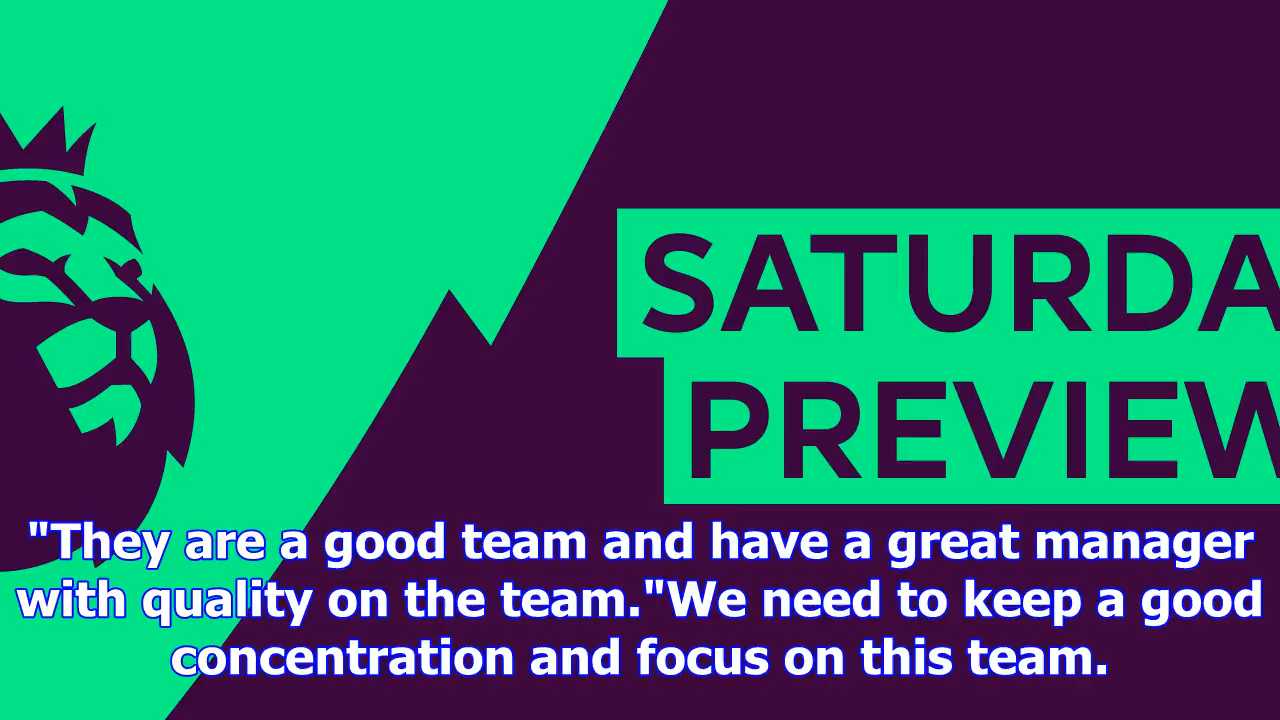 SATURDA
PREVIEW
"They are a good team and have a great manager
with quality on the team."We need to keep a good
concentration and focus on this team.